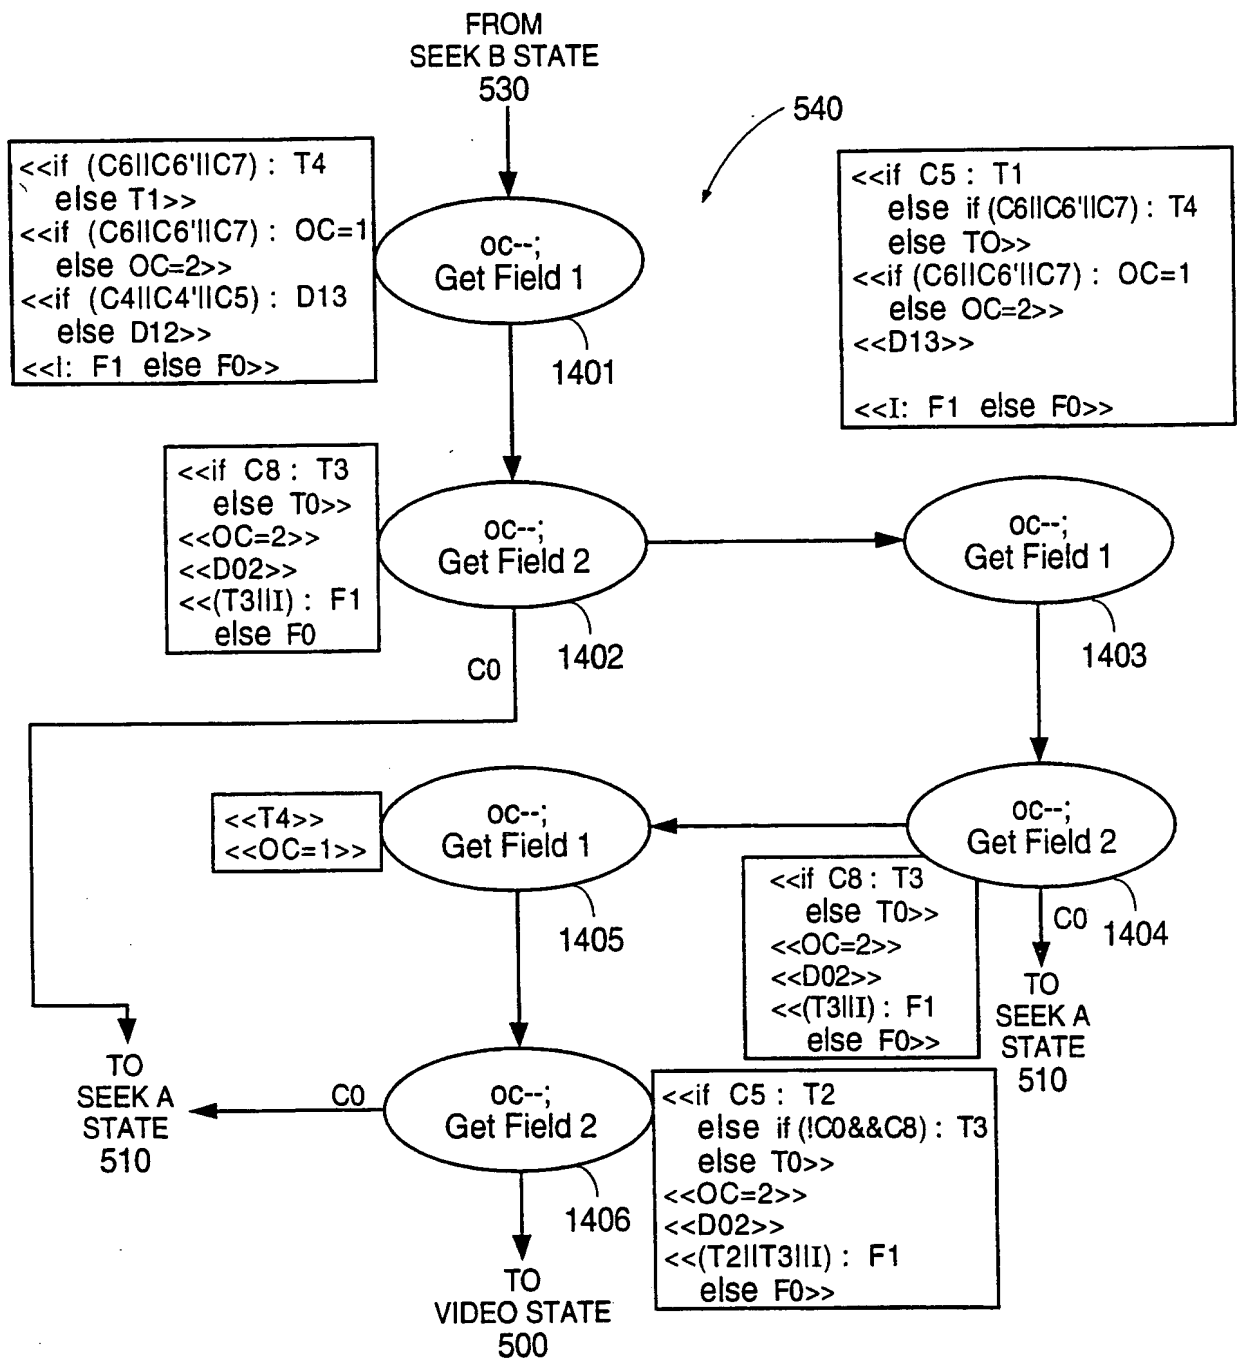 FROM
SEEK B STATE
530
540
<<if (C6||C6'||C7) : T4
else T1>>
<<if (C6||C6'||C7) : OC=1
else OC=2>>
<<if (C4||C4'||C5) : D13
else D12>>
<<I: F1 else F0>>
oc--;
Get Field 1
1401
<<if C5 : T1
else if (C6||C6'||C7) : T4
else TO>>
<<if (C6||C6'||C7) : OC=1
else OC=2>>
<<D13>>
<<I: F1 else F0>>
<<if C8 : T3
else T0>>
<<OC=2>>
<<D02>>
<<(T3||I) : F1
else F0
oc--;
Get Field 2
1402
C0
oc--;
Get Field 1
1403
<<T4>>
<<OC=1>>
oc--;
Get Field 1
1405
oc--;
Get Field 2
1404
<<if C8 : T3
else T0>>
<<OC=2>>
<<D02>>
<<(T3||I) : F1
else F0>>
C0
TO
SEEK A
STATE
510
TO
SEEK A
STATE
510
C0
oc--;
Get Field 2
1406
<<if C5 : T2
else if (!C0&&C8) : T3
else T0>>
<<OC=2>>
<<D02>>
<<(T2||T3||I) : F1
else F0>>
TO
VIDEO STATE
500